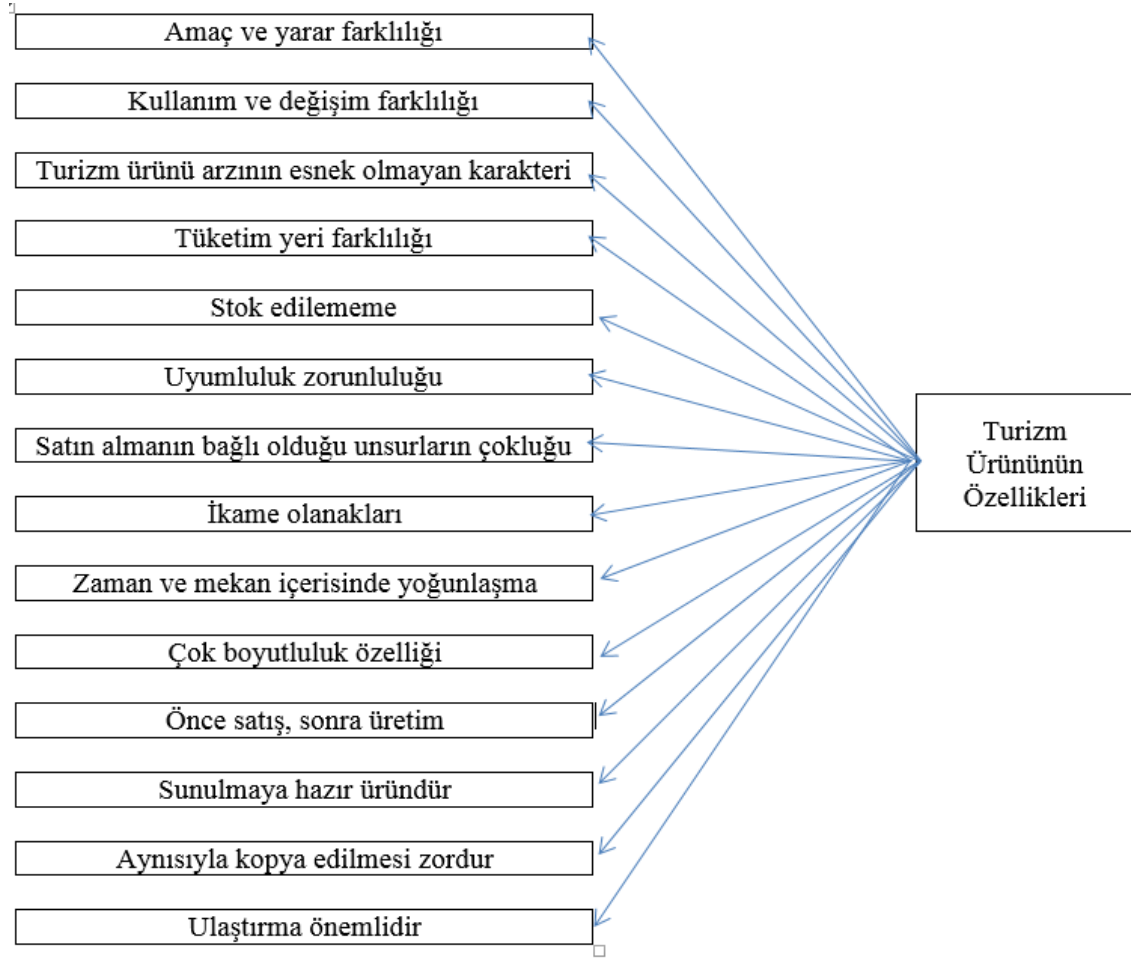 Amaç ve yarar farklılığı
Kullanım ve değişim farklılığı
Turizm ürünü arzının esnek olmayan karakteri
Tüketim yeri farklılığı
Stok edilememe
Uyumluluk zorunluluğu
Satın almanın bağlı olduğu unsurların çokluğu
İkame olanakları
Zaman ve mekan içerisinde yoğunlaşma
Çok boyutluluk özelliği
Önce satış, sonra üretim
Sunulmaya hazır üründür
Aynısıyla kopya edilmesi zordur
Ulaştırma önemlidir
Turizm
Ürününün
Özellikleri